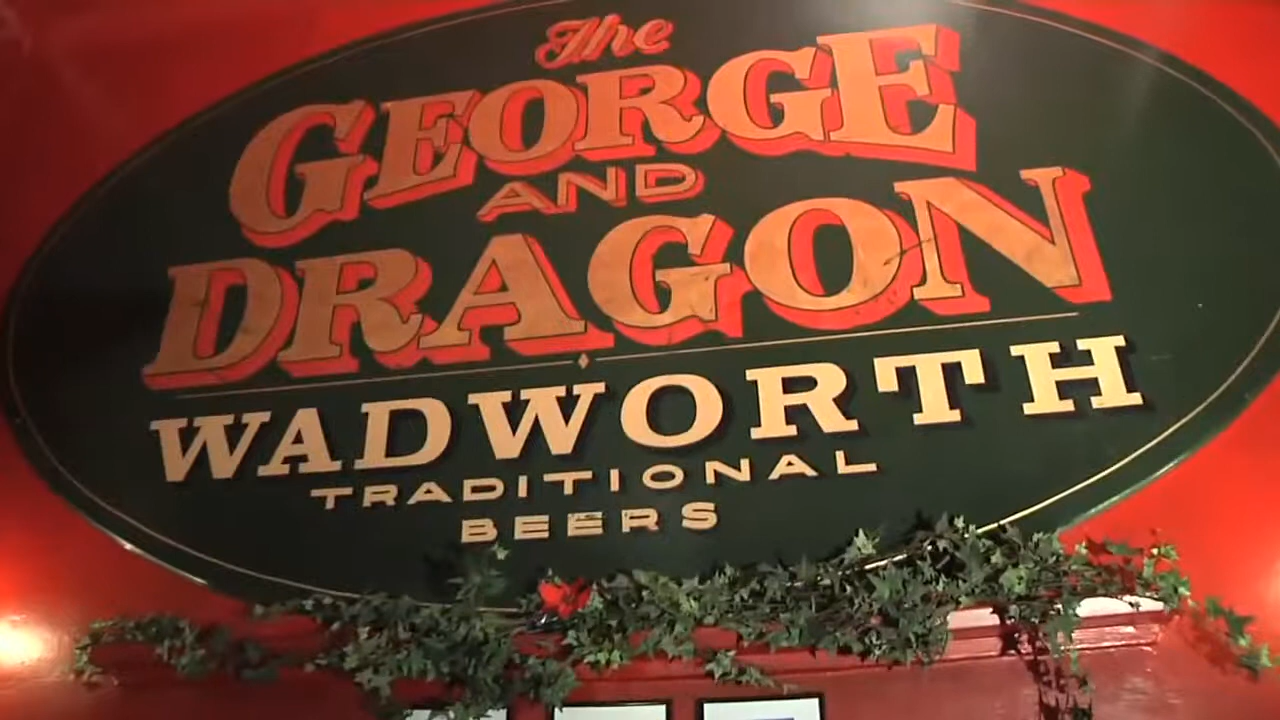 The
GEORGE
AND
DRAGON
WADWORTH
TRADITIONAL
BEERS